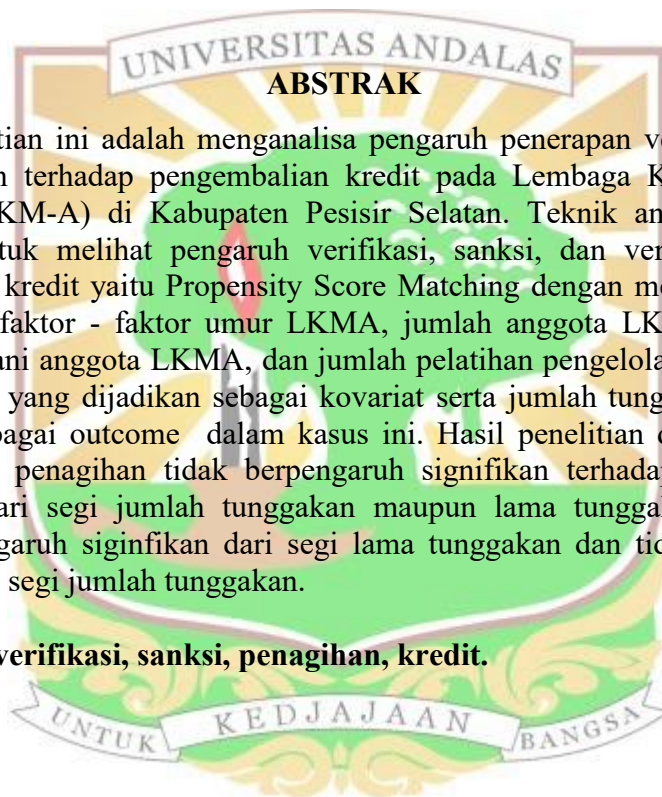 UNIVERSITAS ANDALAS
ABSTRAK
tian ini adalah menganalisa pengaruh penerapan ve
terhadap pengembalian kredit pada Lembaga K
KM-A) di Kabupaten Pesisir Selatan. Teknik an
tuk melihat pengaruh verifikasi, sanksi, dan ver
kredit yaitu Propensity Score Matching dengan me
faktor - faktor umur LKMA, jumlah anggota LK
ani anggota LKMA, dan jumlah pelatihan pengelola
yang dijadikan sebagai kovariat serta jumlah tung
bagai outcome dalam kasus ini. Hasil penelitian d
penagihan tidak berpengaruh signifikan terhadap
ari segi jumlah tunggakan maupun lama tungga
garuh siginfikan dari segi lama tunggakan dan tid
segi jumlah tunggakan.
verifikasi, sanksi, penagihan, kredit.
UNTUK KEDJAJAAN BANGSA